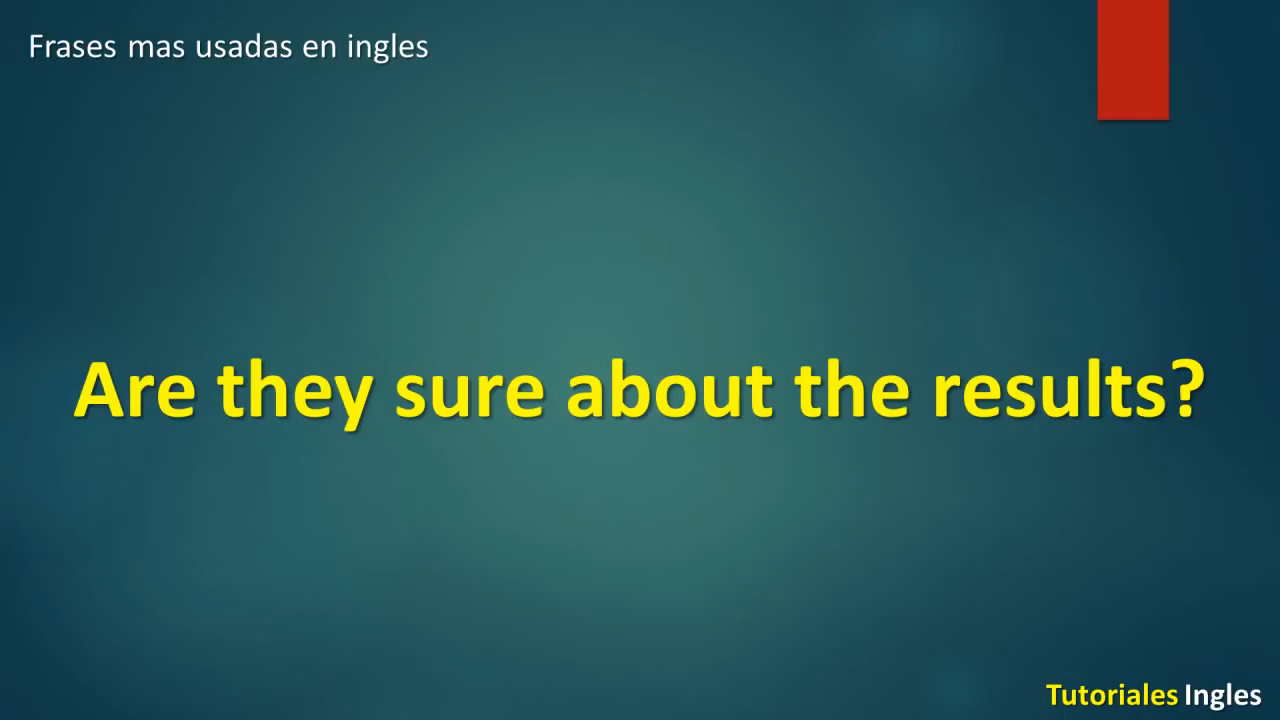 Frases mas usadas en ingles
Are they sure about the results?
Tutoriales Ingles